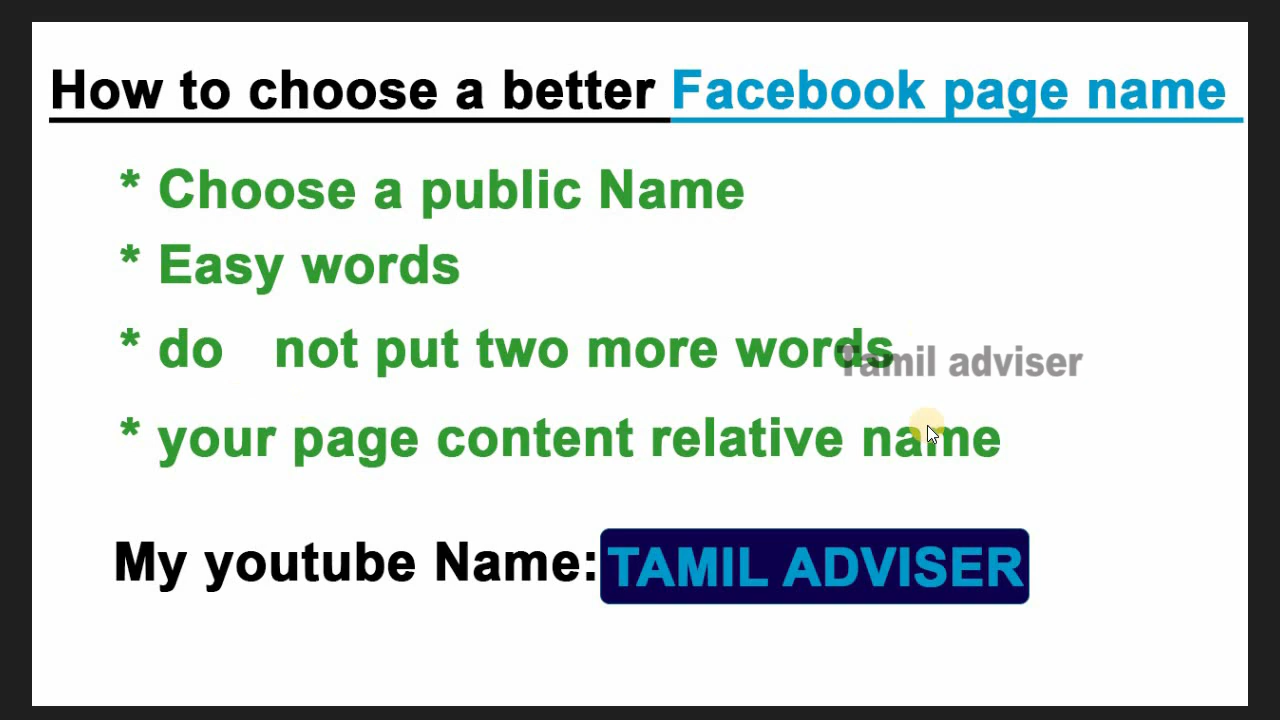 How to choose a better Facebook page name
* Choose a public Name
* Easy words
* do not put two more words
Tamil adviser
* your page content relative name
My youtube Name: TAMIL ADVISER